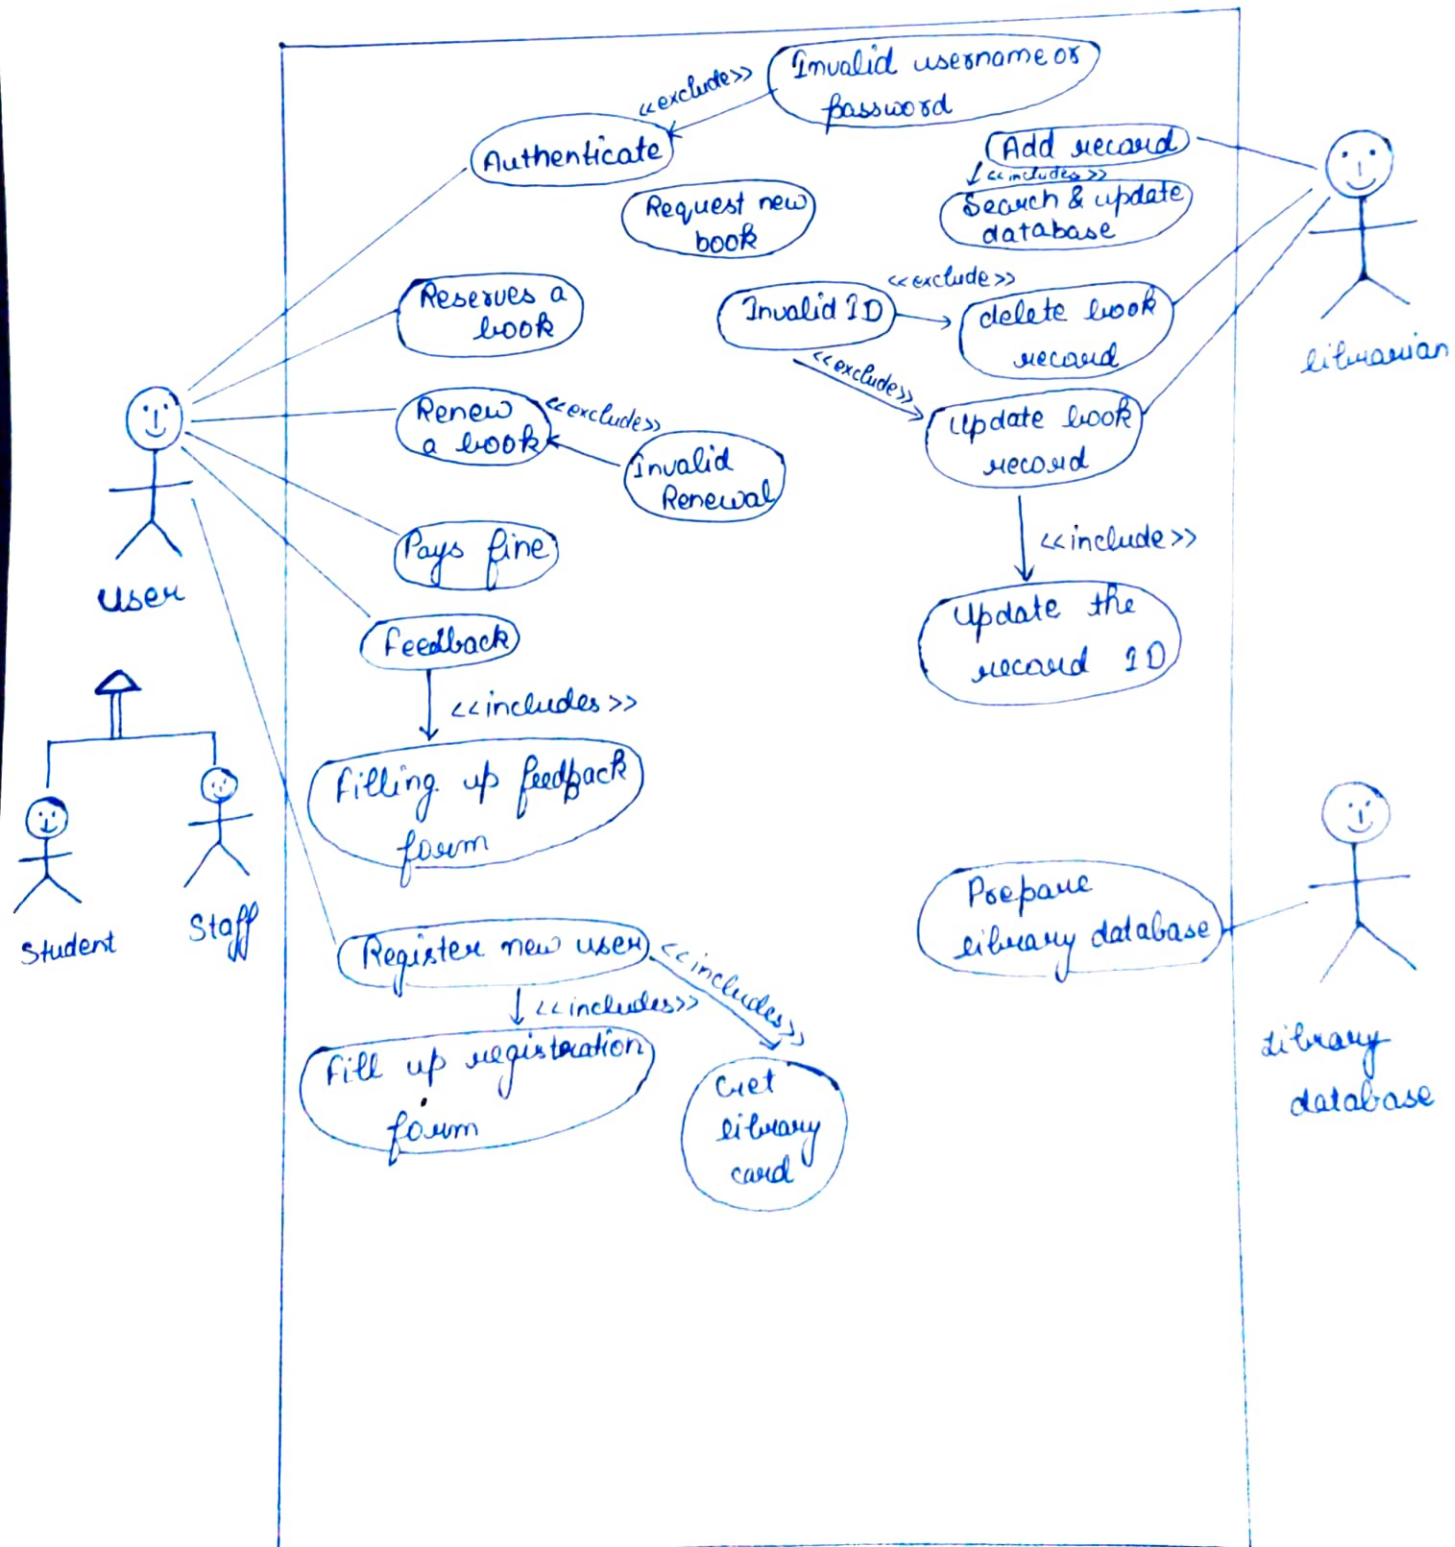 Invalid username or
password
<<exclude>>
Authenticate
Add record
<<includes>>
Search & update
database
Request new
book
<<exclude>>
Reserves a
book
Invalid ID
delete book
record
librarian
<<exclude>>
Renew
a book
<<exclude>>
Invalid
Renewal
Update book
record
Pays fine
<<include>>
User
Feedback
Update the
record ID
<<includes>>
Filling up feedback
form
Student
Staff
Prepare
library database
Register new user
<<includes>>
<<includes>>
Fill up registration
form
Get
library
card
Library
database